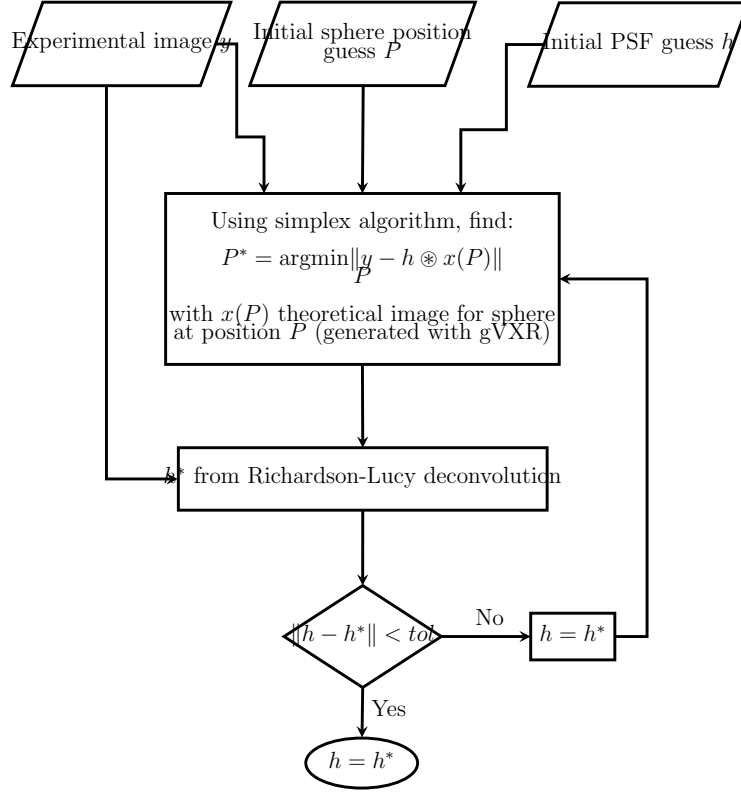 Experimental image y
Initial sphere position
guess P
Initial PSF guess h
Using simplex algorithm, find:
P* = argmin‖y − h ⊛ x(P)‖
P
with x(P) theoretical image for sphere
at position P (generated with gVXR)
h* from Richardson-Lucy deconvolution
‖h − h*‖ < tol
No
h = h*
Yes
h = h*